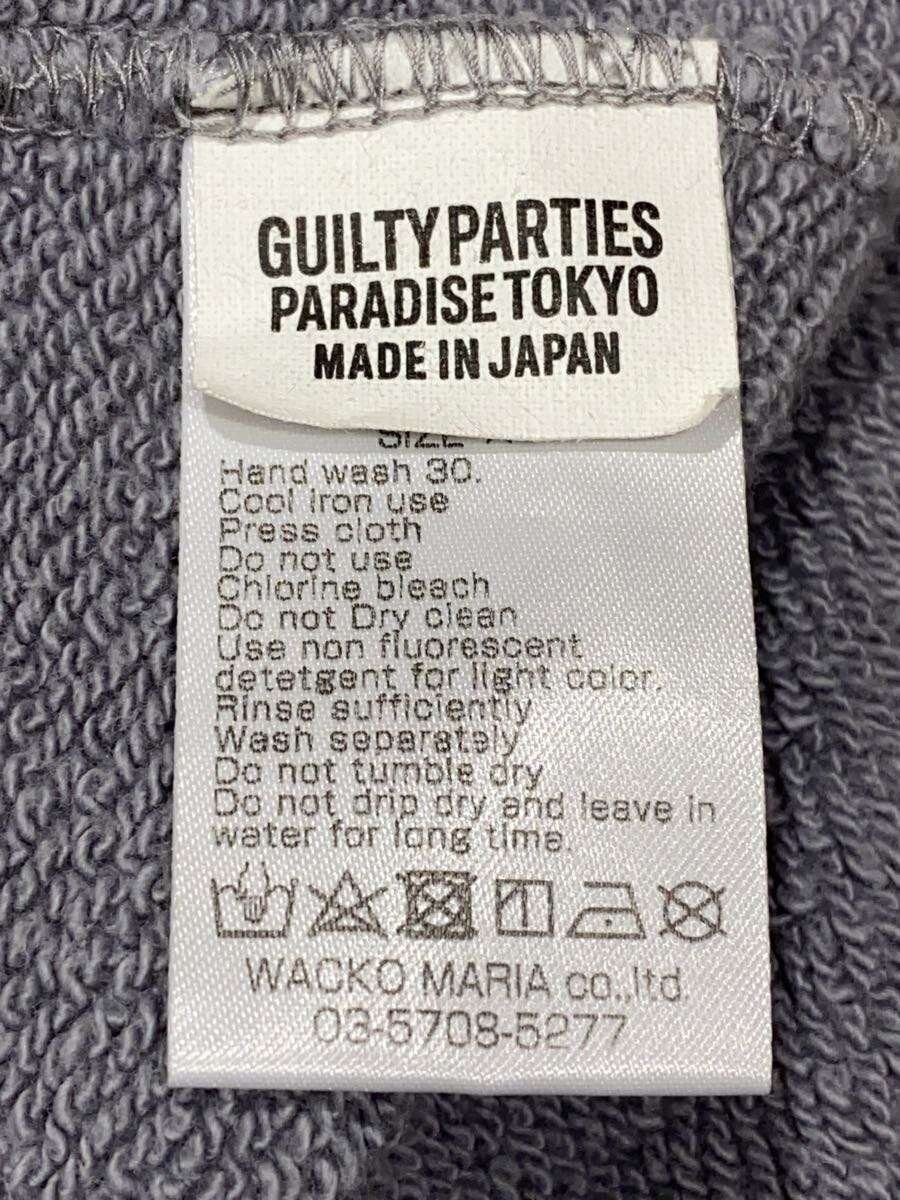 GUILTY PARTIES
PARADISE TOKYO
MADE IN JAPAN
SIZE
Hand wash 30.
Cool iron use
Press cloth
Do not use
Chlorine bleach
Do not Dry clean
Use non fluorescent
detetgent for light color.
Rinse sufficiently
Wash separately
Do not tumble dry
Do not drip dry and leave in
water for long time.
WACKO MARIA co.,ltd.
03-5708-5277